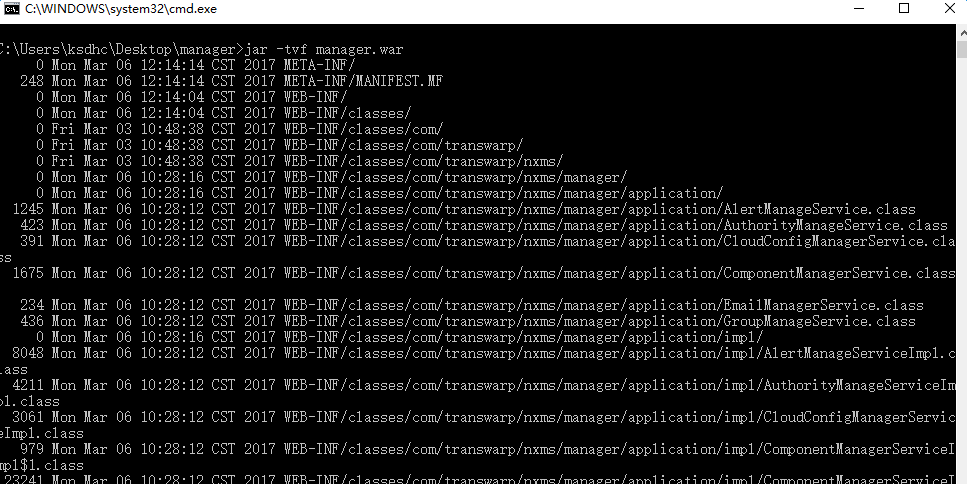 C:\WINDOWS\system32\cmd.exe
C:\Users\ksdhc\Desktop\manager>jar -tvf manager.war
0 Mon Mar 06 12:14:14 CST 2017 META-INF/
248 Mon Mar 06 12:14:14 CST 2017 META-INF/MANIFEST.MF
0 Mon Mar 06 12:14:04 CST 2017 WEB-INF/
0 Mon Mar 06 12:14:04 CST 2017 WEB-INF/classes/
0 Fri Mar 03 10:48:38 CST 2017 WEB-INF/classes/com/
0 Fri Mar 03 10:48:38 CST 2017 WEB-INF/classes/com/transwarp/
0 Fri Mar 03 10:48:38 CST 2017 WEB-INF/classes/com/transwarp/nxms/
0 Mon Mar 06 10:28:16 CST 2017 WEB-INF/classes/com/transwarp/nxms/manager/
0 Mon Mar 06 10:28:16 CST 2017 WEB-INF/classes/com/transwarp/nxms/manager/application/
1245 Mon Mar 06 10:28:12 CST 2017 WEB-INF/classes/com/transwarp/nxms/manager/application/AlertManageService.class
423 Mon Mar 06 10:28:12 CST 2017 WEB-INF/classes/com/transwarp/nxms/manager/application/AuthorityManageService.class
391 Mon Mar 06 10:28:12 CST 2017 WEB-INF/classes/com/transwarp/nxms/manager/application/CloudConfigManagerService.cla
ss
1675 Mon Mar 06 10:28:12 CST 2017 WEB-INF/classes/com/transwarp/nxms/manager/application/ComponentManagerService.class
234 Mon Mar 06 10:28:12 CST 2017 WEB-INF/classes/com/transwarp/nxms/manager/application/EmailManagerService.class
436 Mon Mar 06 10:28:12 CST 2017 WEB-INF/classes/com/transwarp/nxms/manager/application/GroupManageService.class
0 Mon Mar 06 10:28:16 CST 2017 WEB-INF/classes/com/transwarp/nxms/manager/application/impl/
8048 Mon Mar 06 10:28:12 CST 2017 WEB-INF/classes/com/transwarp/nxms/manager/application/impl/AlertManageServiceImpl.c
lass
4211 Mon Mar 06 10:28:12 CST 2017 WEB-INF/classes/com/transwarp/nxms/manager/application/impl/AuthorityManageServiceIm
pl.class
3061 Mon Mar 06 10:28:12 CST 2017 WEB-INF/classes/com/transwarp/nxms/manager/application/impl/CloudConfigManagerServic
eImpl.class
979 Mon Mar 06 10:28:12 CST 2017 WEB-INF/classes/com/transwarp/nxms/manager/application/impl/ComponentManagerServiceI
mpl$1.class
23241 Mon Mar 06 10:28:12 CST 2017 WEB-INF/classes/com/transwarp/nxms/manager/application/impl/ComponentManagerServiceI